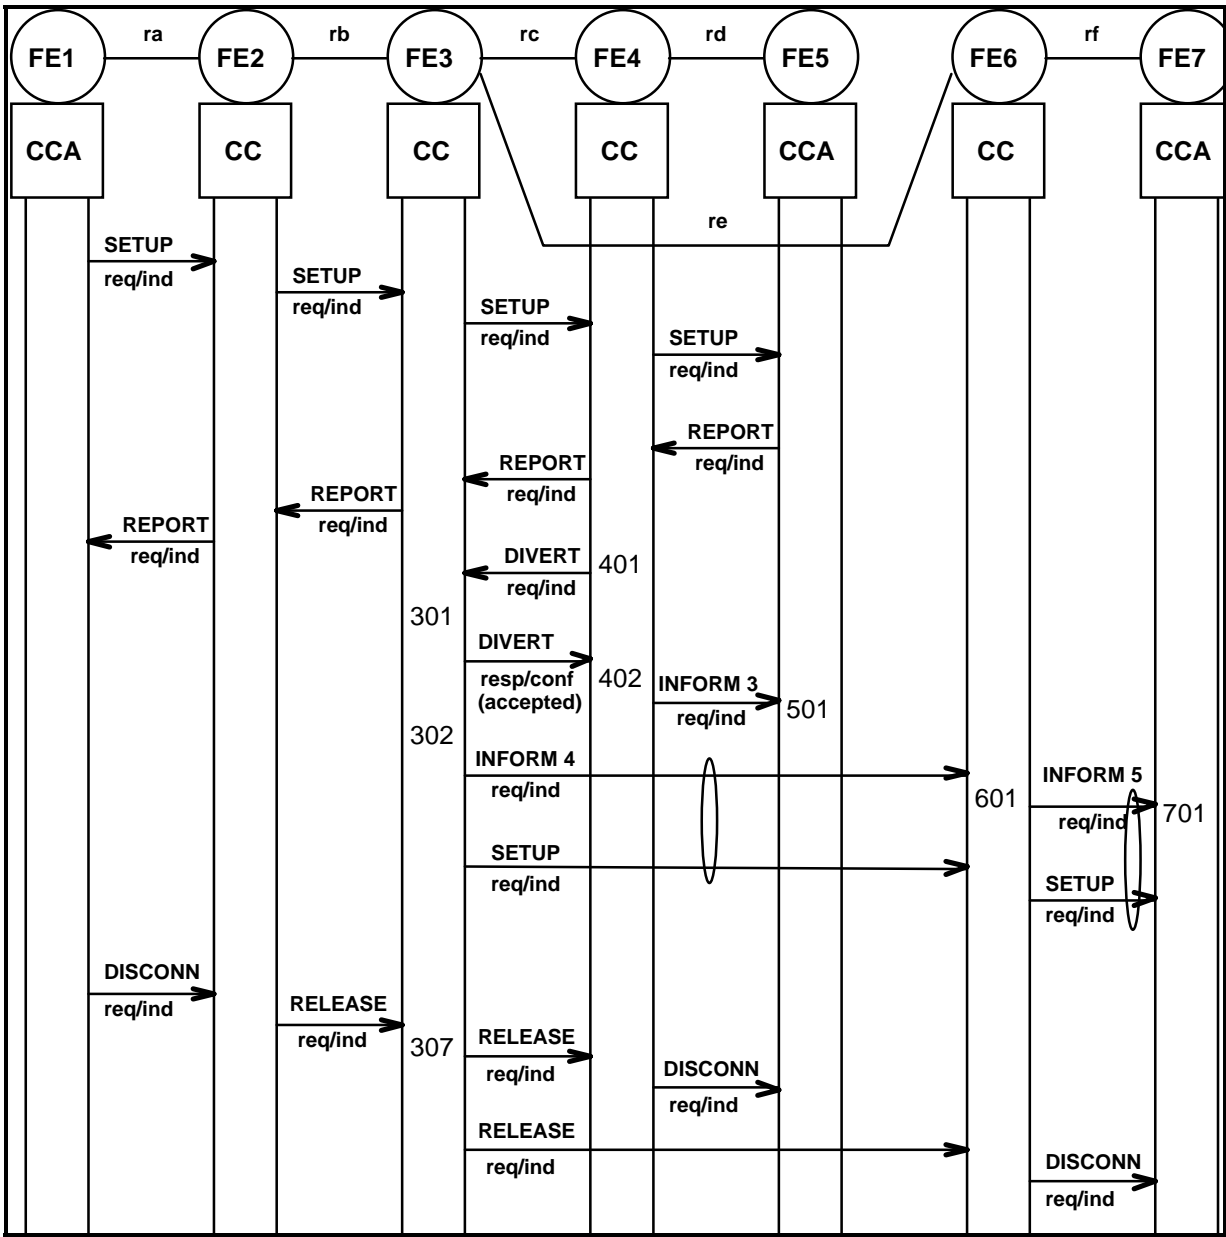 ra rb rc rd rf
FE1 FE2 FE3 FE4 FE5 FE6 FE7
CCA CC CC CC CCA CC CCA
re
SETUP
req/ind
SETUP
req/ind
SETUP
req/ind
SETUP
req/ind
REPORT
req/ind
REPORT
req/ind
REPORT
req/ind
REPORT
req/ind
DIVERT
req/ind
401
301
DIVERT
resp/conf
(accepted)
402
INFORM 3
req/ind
501
302
INFORM 4
req/ind
601
INFORM 5
req/ind
701
SETUP
req/ind
SETUP
req/ind
DISCONN
req/ind
RELEASE
req/ind
307
RELEASE
req/ind
DISCONN
req/ind
RELEASE
req/ind
DISCONN
req/ind